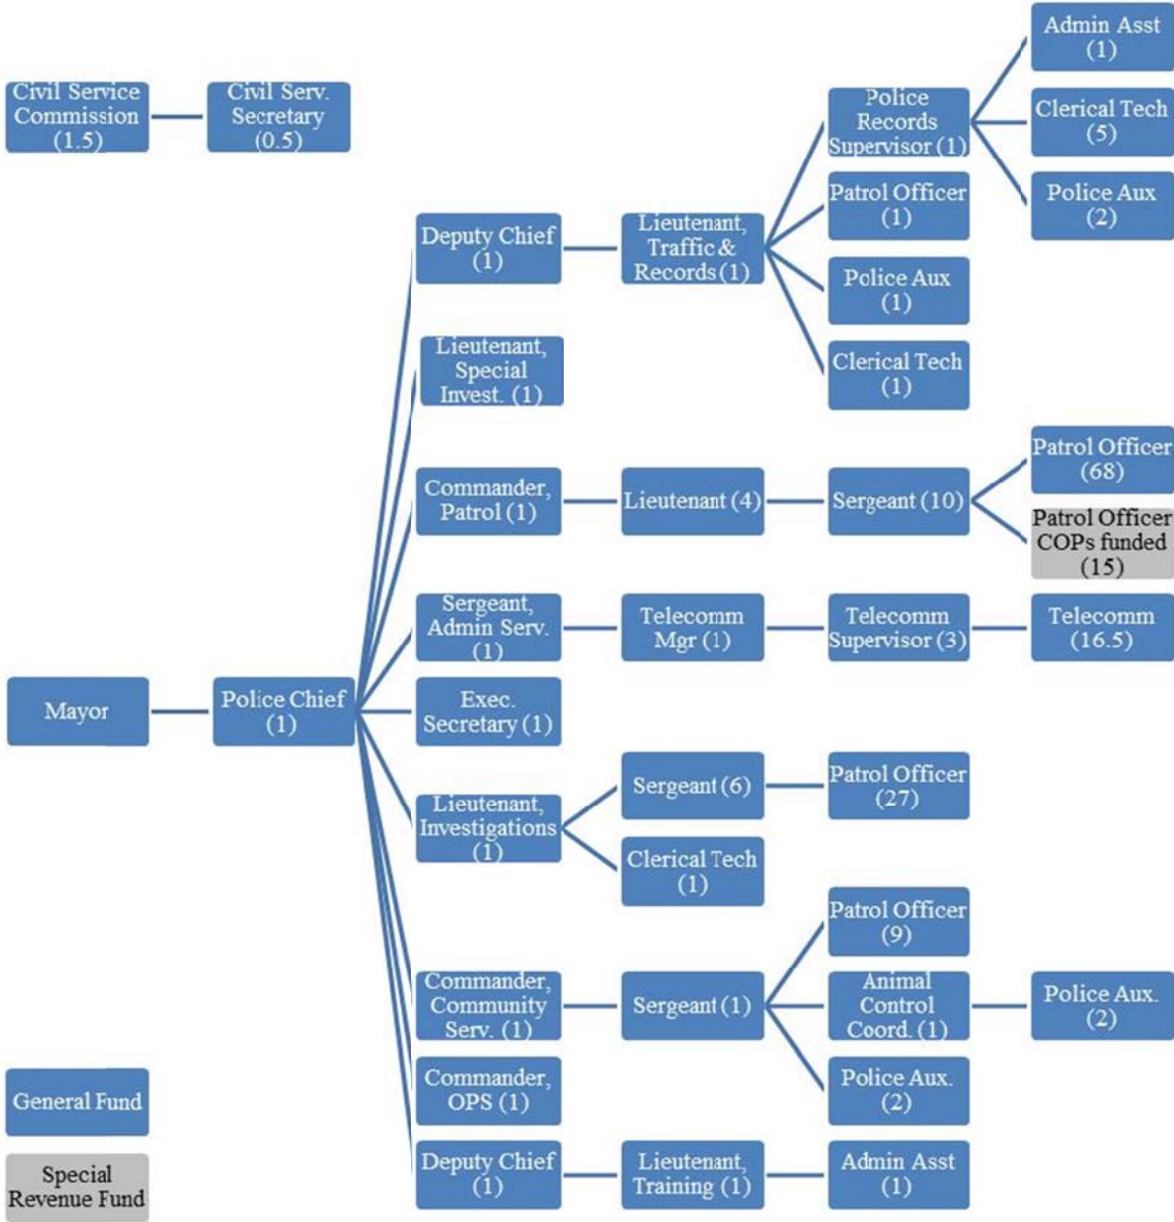 Civil Service
Commission
(1.5)
Civil Serv.
Secretary
(0.5)
Mayor
Police Chief
(1)
Deputy Chief
(1)
Lieutenant,
Traffic &
Records (1)
Police
Records
Supervisor (1)
Admin Asst
(1)
Clerical Tech
(5)
Police Aux
(2)
Patrol Officer
(1)
Police Aux
(1)
Clerical Tech
(1)
Lieutenant,
Special
Invest. (1)
Commander,
Patrol (1)
Lieutenant (4)
Sergeant (10)
Patrol Officer
(68)
Patrol Officer
COPs funded
(15)
Sergeant,
Admin Serv.
(1)
Telecomm
Mgr (1)
Telecomm
Supervisor (3)
Telecomm
(16.5)
Exec.
Secretary (1)
Lieutenant,
Investigations
(1)
Sergeant (6)
Patrol Officer
(27)
Clerical Tech
(1)
Commander,
Community
Serv. (1)
Sergeant (1)
Patrol Officer
(9)
Animal
Control
Coord. (1)
Police Aux.
(2)
Police Aux.
(2)
Commander,
OPS (1)
Deputy Chief
(1)
Lieutenant,
Training (1)
Admin Asst
(1)
General Fund
Special
Revenue Fund